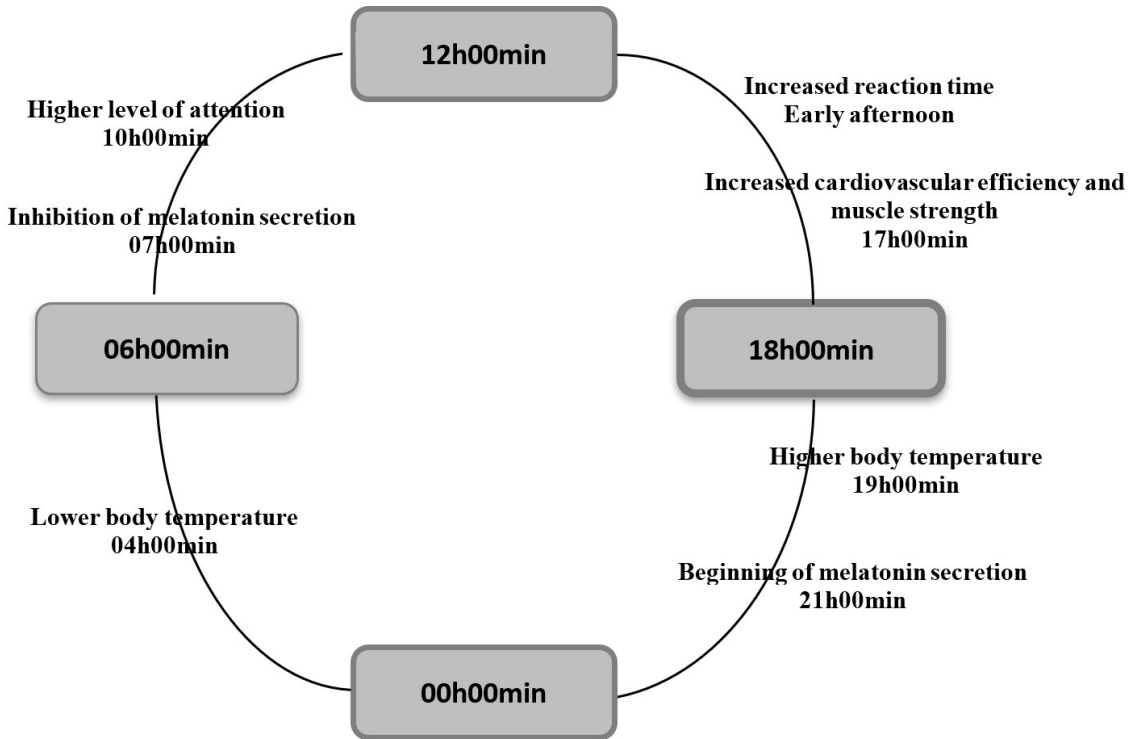 12h00min
Increased reaction time
Early afternoon
Increased cardiovascular efficiency and
muscle strength
17h00min
18h00min
Higher body temperature
19h00min
Beginning of melatonin secretion
21h00min
00h00min
Lower body temperature
04h00min
06h00min
Inhibition of melatonin secretion
07h00min
Higher level of attention
10h00min